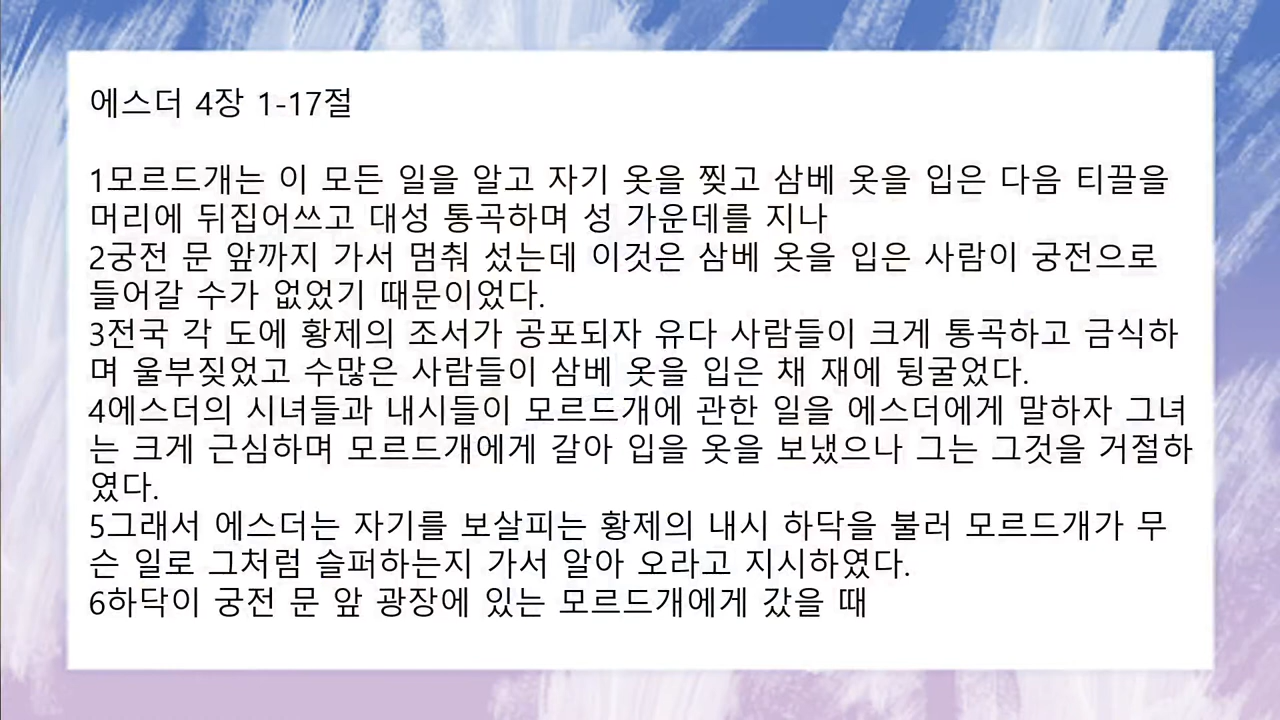 에스더 4장 1-17절
1모르드개는 이 모든 일을 알고 자기 옷을 찢고 삼베 옷을 입은 다음 티끌을
머리에 뒤집어쓰고 대성 통곡하며 성 가운데를 지나
2궁전 문 앞까지 가서 멈춰 섰는데 이것은 삼베 옷을 입은 사람이 궁전으로
들어갈 수가 없었기 때문이었다.
3전국 각 도에 황제의 조서가 공포되자 유다 사람들이 크게 통곡하고 금식하
며 울부짖었고 수많은 사람들이 삼베 옷을 입은 채 재에 뒹굴었다.
4에스더의 시녀들과 내시들이 모르드개에 관한 일을 에스더에게 말하자 그녀
는 크게 근심하며 모르드개에게 갈아 입을 옷을 보냈으나 그는 그것을 거절하
였다.
5그래서 에스더는 자기를 보살피는 황제의 내시 하닥을 불러 모르드개가 무
슨 일로 그처럼 슬퍼하는지 가서 알아 오라고 지시하였다.
6하닥이 궁전 문 앞 광장에 있는 모르드개에게 갔을 때